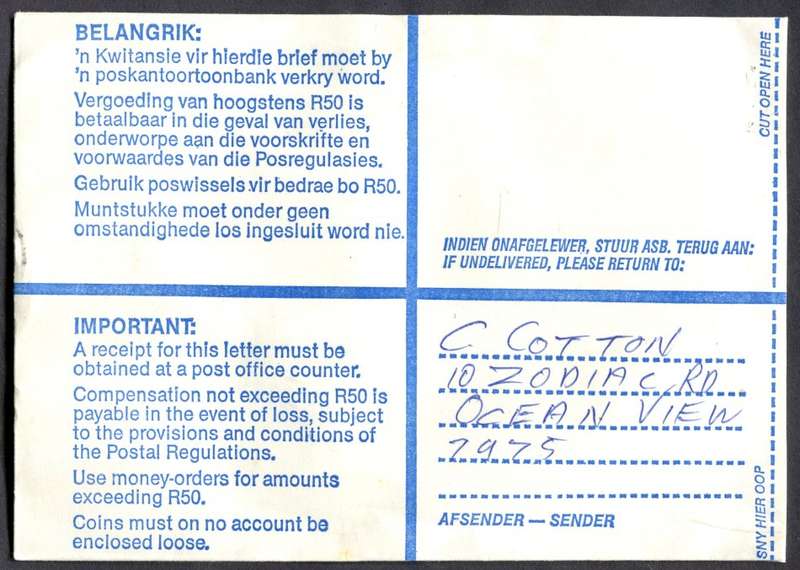 BELANGRIK:
'n Kwitansie vir hierdie brief moet by
'n poskantoortoonbank verkry word.
Vergoeding van hoogstens R50 is
betaalbaar in die geval van verlies,
onderworpe aan die voorskrifte en
voorwaardes van die Posregulasies.
Gebruik poswissels.vir bedrae bo R50.
Muntstukke moet onder geen
omstandighede los ingesluit word nie.
CUT OPEN HERE
INDIEN ONAFGELEWER, STUUR ASB. TERUG AAN:
IF UNDELIVERED, PLEASE RETURN TO:
IMPORTANT:
A receipt for this letter must be
obtained at a post office counter.
Compensation not exceeding R50 is
payable in the event of loss, subject
to the provisions and conditions of
the Postal Regulations.
Use money-orders for amounts
exceeding R50.
Coins must on no account be
enclosed loose.
C COTTON
10 ZODIAC RD
OCEAN VIEW
7975
AFSENDER — SENDER
SNY HIER OOP